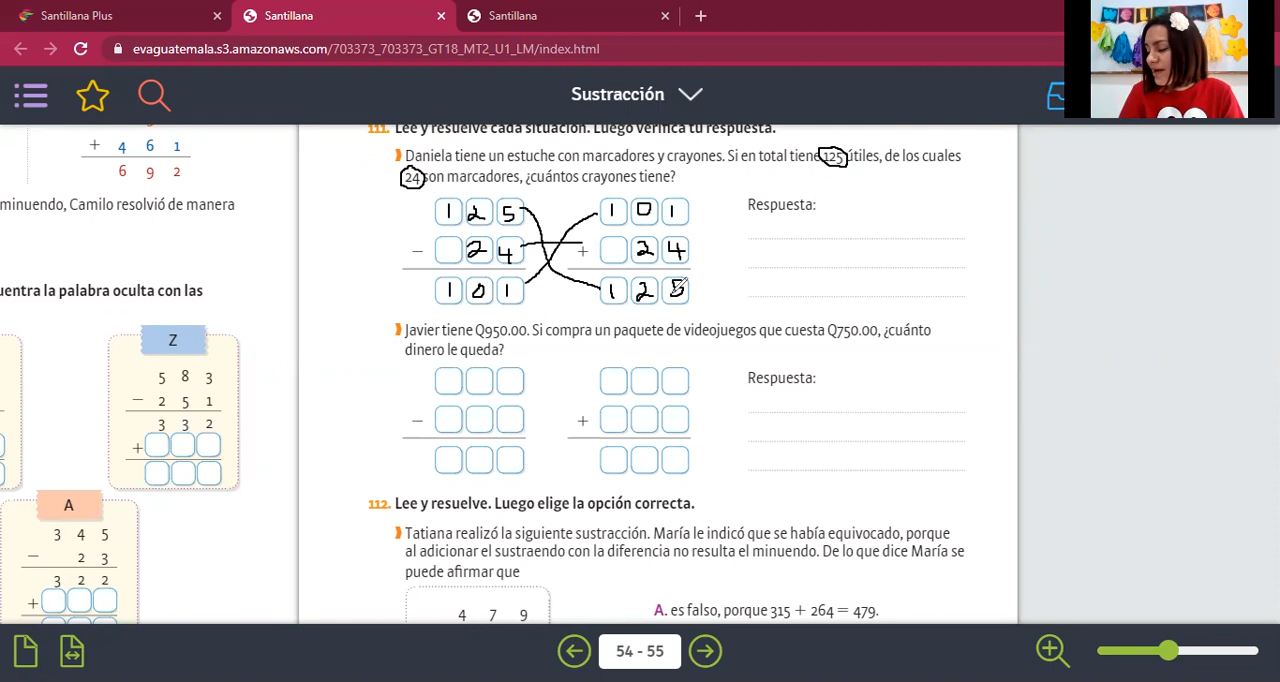 Santillana Plus
Santillana
Santillana
evaguatemala.s3.amazonaws.com/703373_703373_GT18_MT2_U1_LM/index.html
Sustracción
+ 4 6 1
6 9 2
minuendo, Camilo resolvió de manera
uentra la palabra oculta con las
Z
5 8 3
− 2 5 1
3 3 2
+
A
3 4 5
− 2 3
3 2 2
+
111. Lee y resuelve cada situación. Luego verifica tu respuesta.
Daniela tiene un estuche con marcadores y crayones. Si en total tiene 125 útiles, de los cuales
24 son marcadores, ¿cuántos crayones tiene?
1 2 5 1 0 1 Respuesta:
− 2 4 + 2 4
1 0 1 1 2 5
Javier tiene Q950.00. Si compra un paquete de videojuegos que cuesta Q750.00, ¿cuánto
dinero le queda?
Respuesta:
− +
112. Lee y resuelve. Luego elige la opción correcta.
Tatiana realizó la siguiente sustracción. María le indicó que se había equivocado, porque
al adicionar el sustraendo con la diferencia no resulta el minuendo. De lo que dice María se
puede afirmar que
4 7 9
A. es falso, porque 315 + 264 = 479.
54 - 55